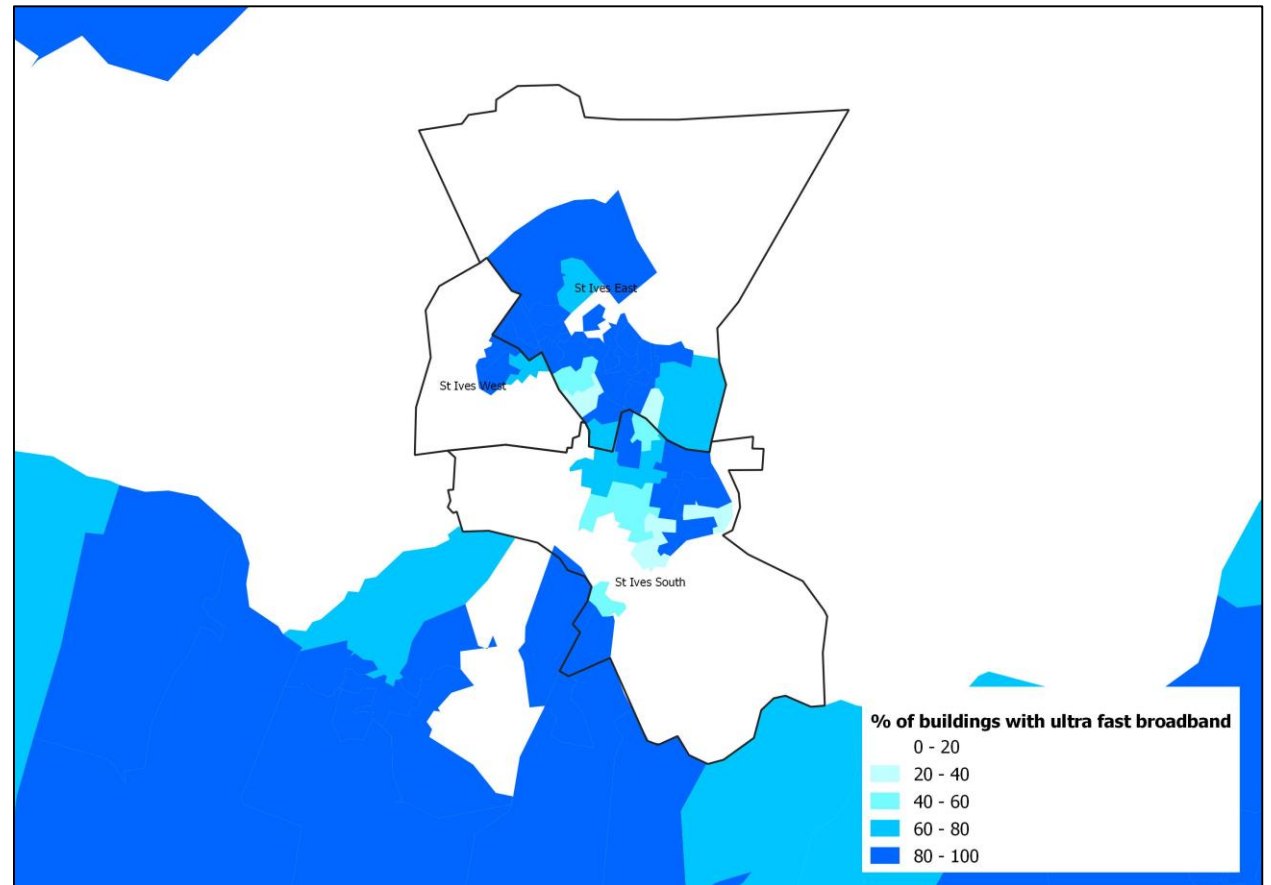 St Ives East
St Ives West
St Ives South
% of buildings with ultra fast broadband
0 - 20
20 - 40
40 - 60
60 - 80
80 - 100